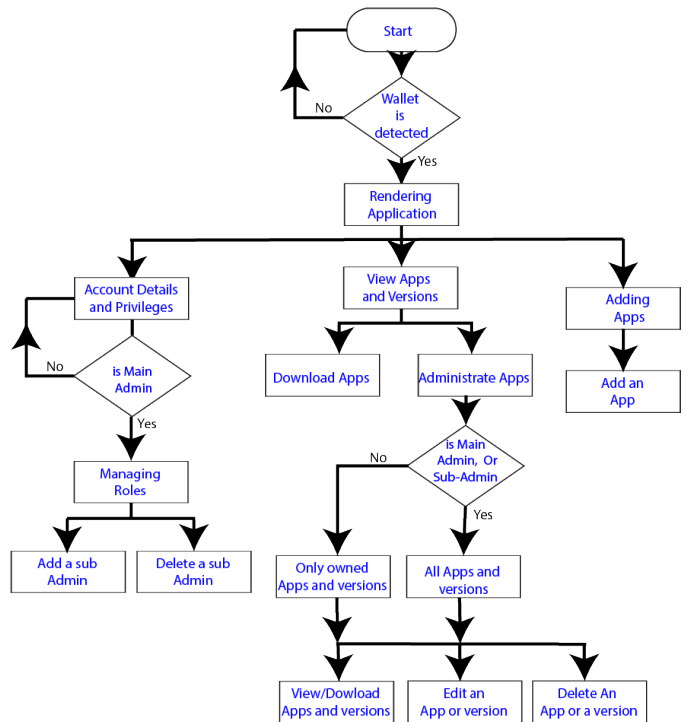 Start
Wallet
is
detected
No
Yes
Rendering
Application
Account Details
and Privileges
View Apps
and Versions
Adding
Apps
No
is Main
Admin
Yes
Download Apps
Administrate Apps
Add an
App
is Main
Admin, Or
Sub-Admin
No
Yes
Managing
Roles
Add a sub
Admin
Delete a sub
Admin
Only owned
Apps and versions
All Apps and
versions
View/Dowload
Apps and versions
Edit an
App or version
Delete An
App or a version